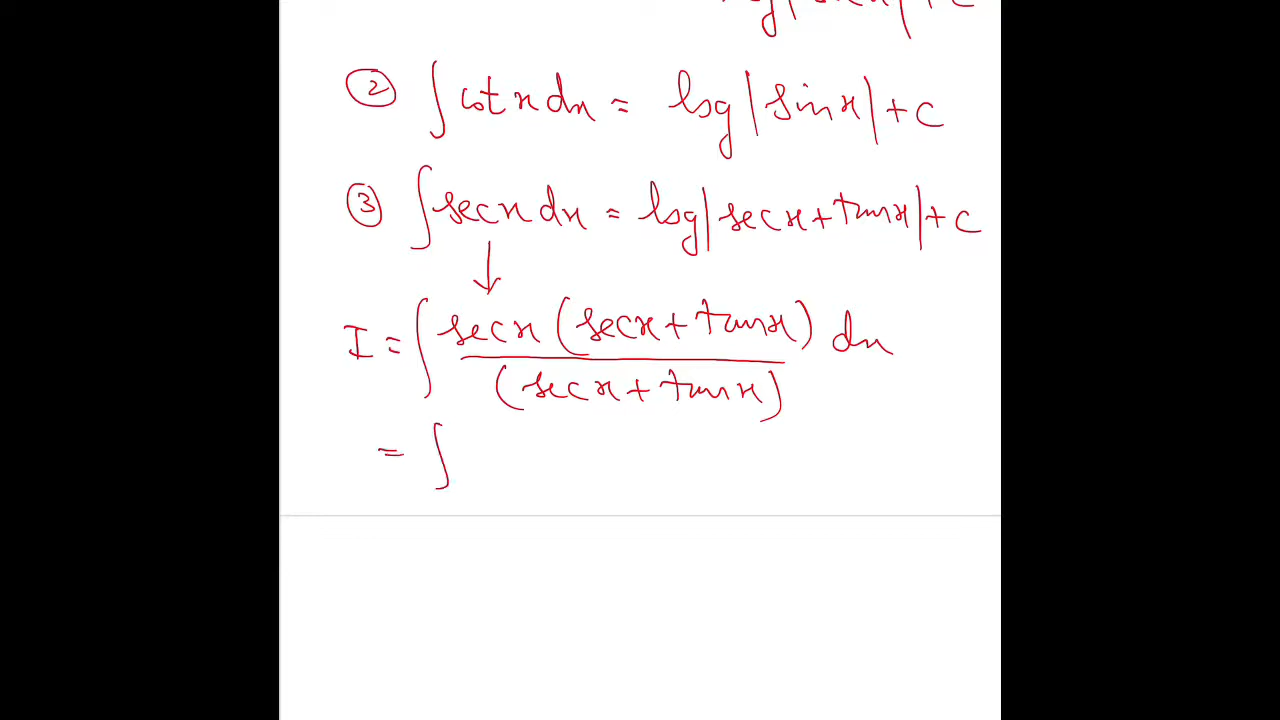 ② ∫ cot x dx = log|sin x| + c
③ ∫ sec x dx = log|sec x + tan x| + c
↓
I = ∫ sec x (sec x + tan x) / (sec x + tan x) dx
= ∫